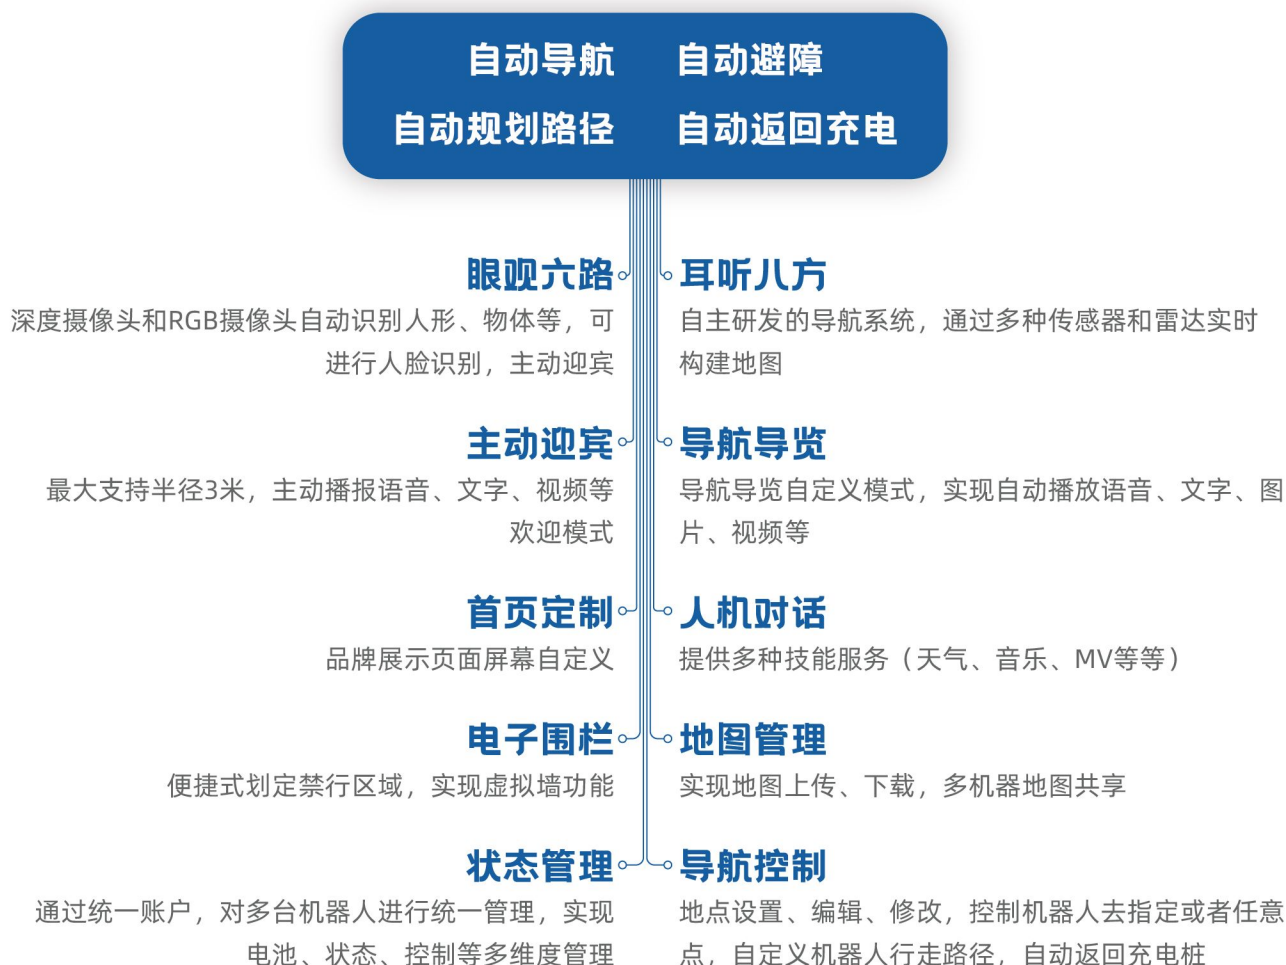 自动导航 自动避障
自动规划路径 自动返回充电
眼观六路
深度摄像头和RGB摄像头自动识别人形、物体等，可
进行人脸识别，主动迎宾
耳听八方
自主研发的导航系统，通过多种传感器和雷达实时
构建地图
主动迎宾
最大支持半径3米，主动播报语音、文字、视频等
欢迎模式
导航导览
导航导览自定义模式，实现自动播放语音、文字、图
片、视频等
首页定制
品牌展示页面屏幕自定义
人机对话
提供多种技能服务（天气、音乐、MV等等）
电子围栏
便捷式划定禁行区域，实现虚拟墙功能
地图管理
实现地图上传、下载，多机器地图共享
状态管理
通过统一账户，对多台机器人进行统一管理，实现
电池、状态、控制等多维度管理
导航控制
地点设置、编辑、修改，控制机器人去指定或者任意
点，自定义机器人行走路径，自动返回充电桩